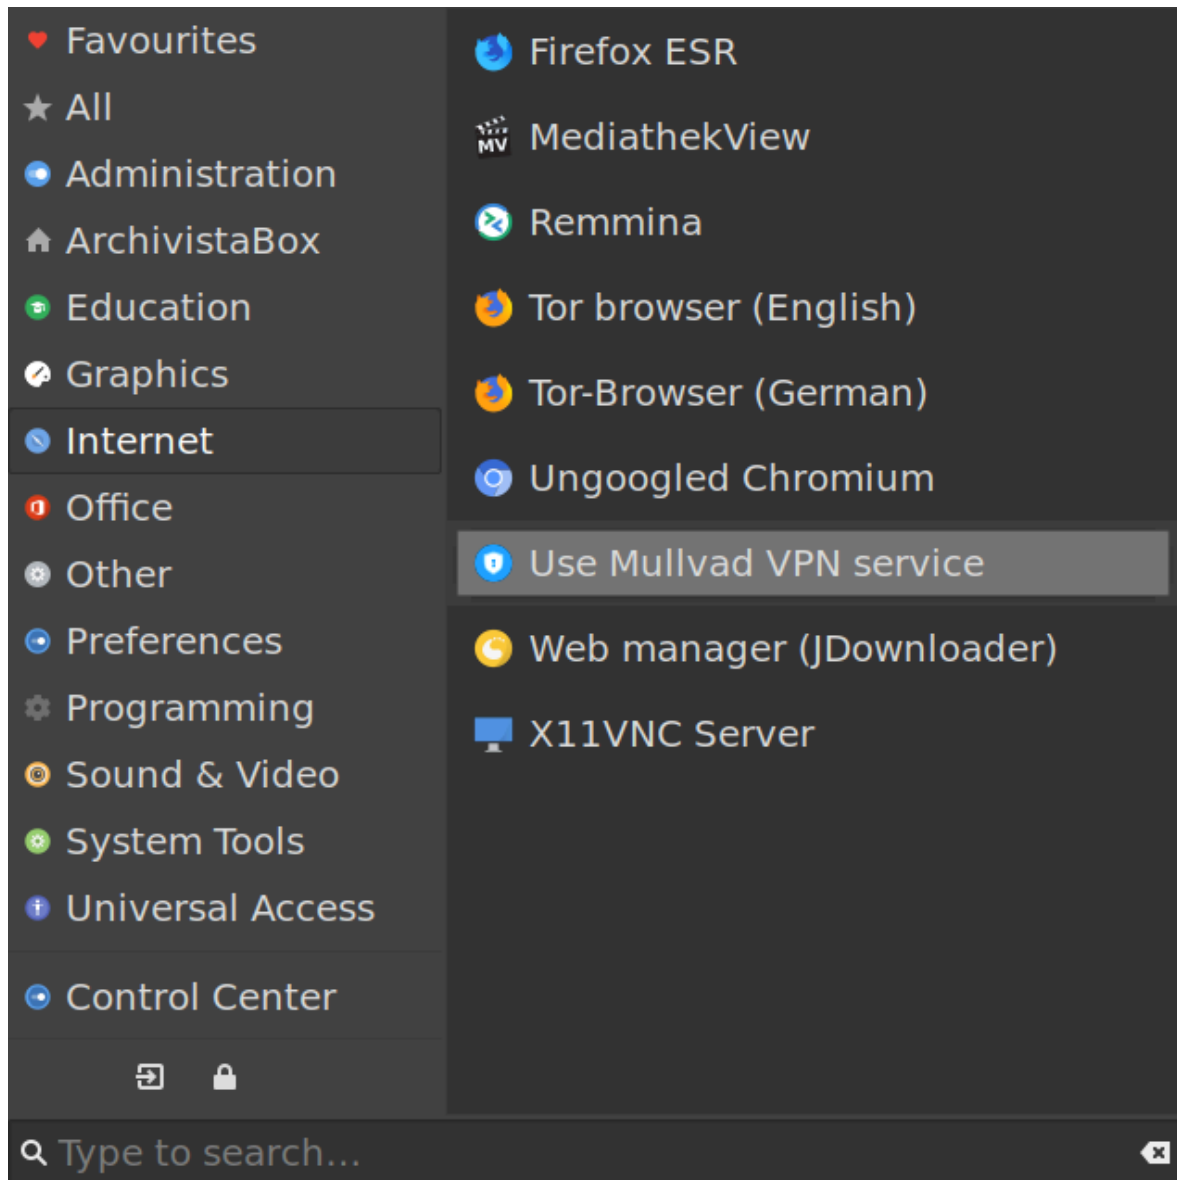 Favourites
All
Administration
ArchivistaBox
Education
Graphics
Internet
Office
Other
Preferences
Programming
Sound & Video
System Tools
Universal Access
Control Center
Firefox ESR
MV
MediathekView
Remmina
Tor browser (English)
Tor-Browser (German)
Ungoogled Chromium
Use Mullvad VPN service
Web manager (JDownloader)
X11VNC Server
Type to search...